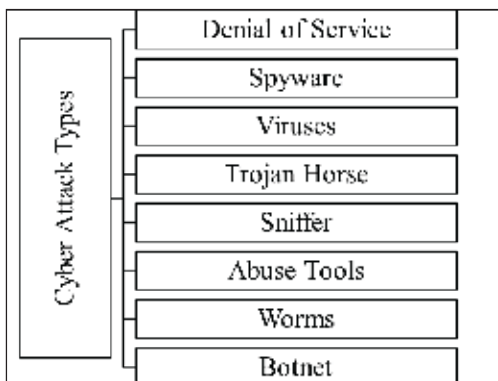 Cyber Attack Types
Denial of Service
Spyware
Viruses
Trojan Horse
Sniffer
Abuse Tools
Worms
Botnet